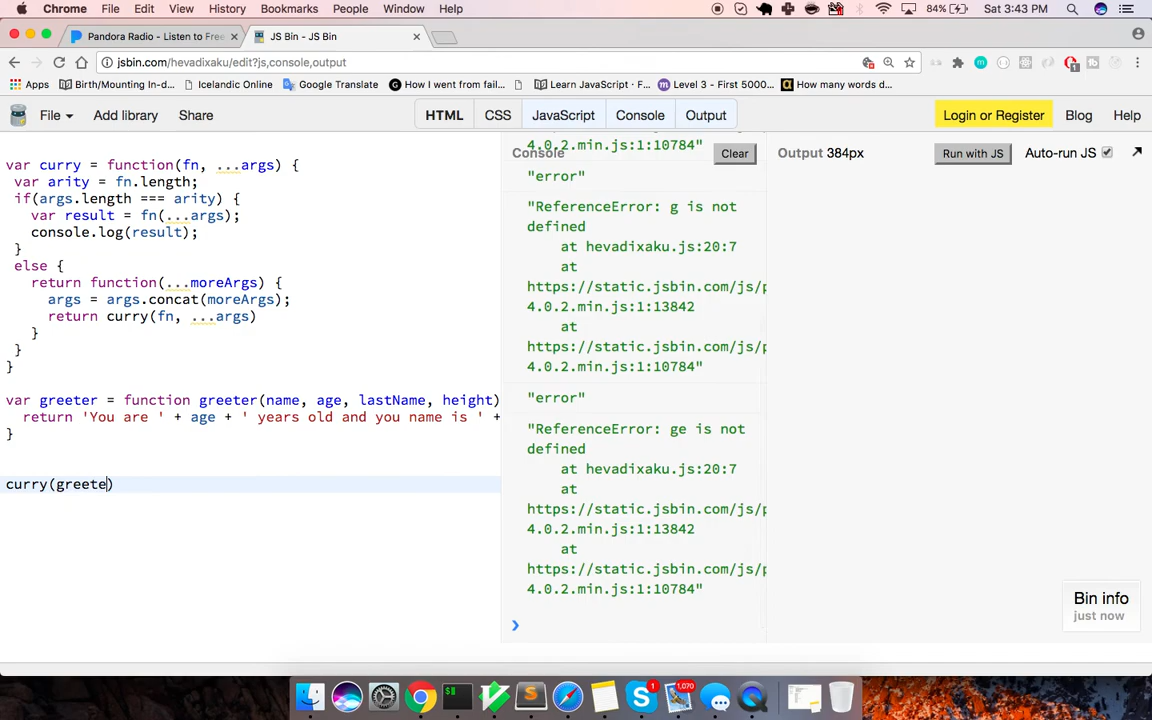 Chrome File Edit View History Bookmarks People Window Help 84% Sat 3:43 PM
Pandora Radio - Listen to Free JS Bin - JS Bin
jsbin.com/hevadixaku/edit?js,console,output
Apps Birth/Mounting In-d... Icelandic Online Google Translate How I went from fail... Learn JavaScript · F... Level 3 - First 5000... How many words d...
File Add library Share HTML CSS JavaScript Console Output Login or Register Blog Help
Console Clear Output 384px Run with JS Auto-run JS
var curry = function(fn, ...args) {
var arity = fn.length;
if(args.length === arity) {
var result = fn(...args);
console.log(result);
}
else {
return function(...moreArgs) {
args = args.concat(moreArgs);
return curry(fn, ...args)
}
}
}
var greeter = function greeter(name, age, lastName, height)
return 'You are ' + age + ' years old and you name is ' +
}
curry(greete)
4.0.2.min.js:1:10784"
"error"
"ReferenceError: g is not
defined
at hevadixaku.js:20:7
at
https://static.jsbin.com/js/p
4.0.2.min.js:1:13842
at
https://static.jsbin.com/js/p
4.0.2.min.js:1:10784"
"error"
"ReferenceError: ge is not
defined
at hevadixaku.js:20:7
at
https://static.jsbin.com/js/p
4.0.2.min.js:1:13842
at
https://static.jsbin.com/js/p
4.0.2.min.js:1:10784"
Bin info
just now
1
1,070